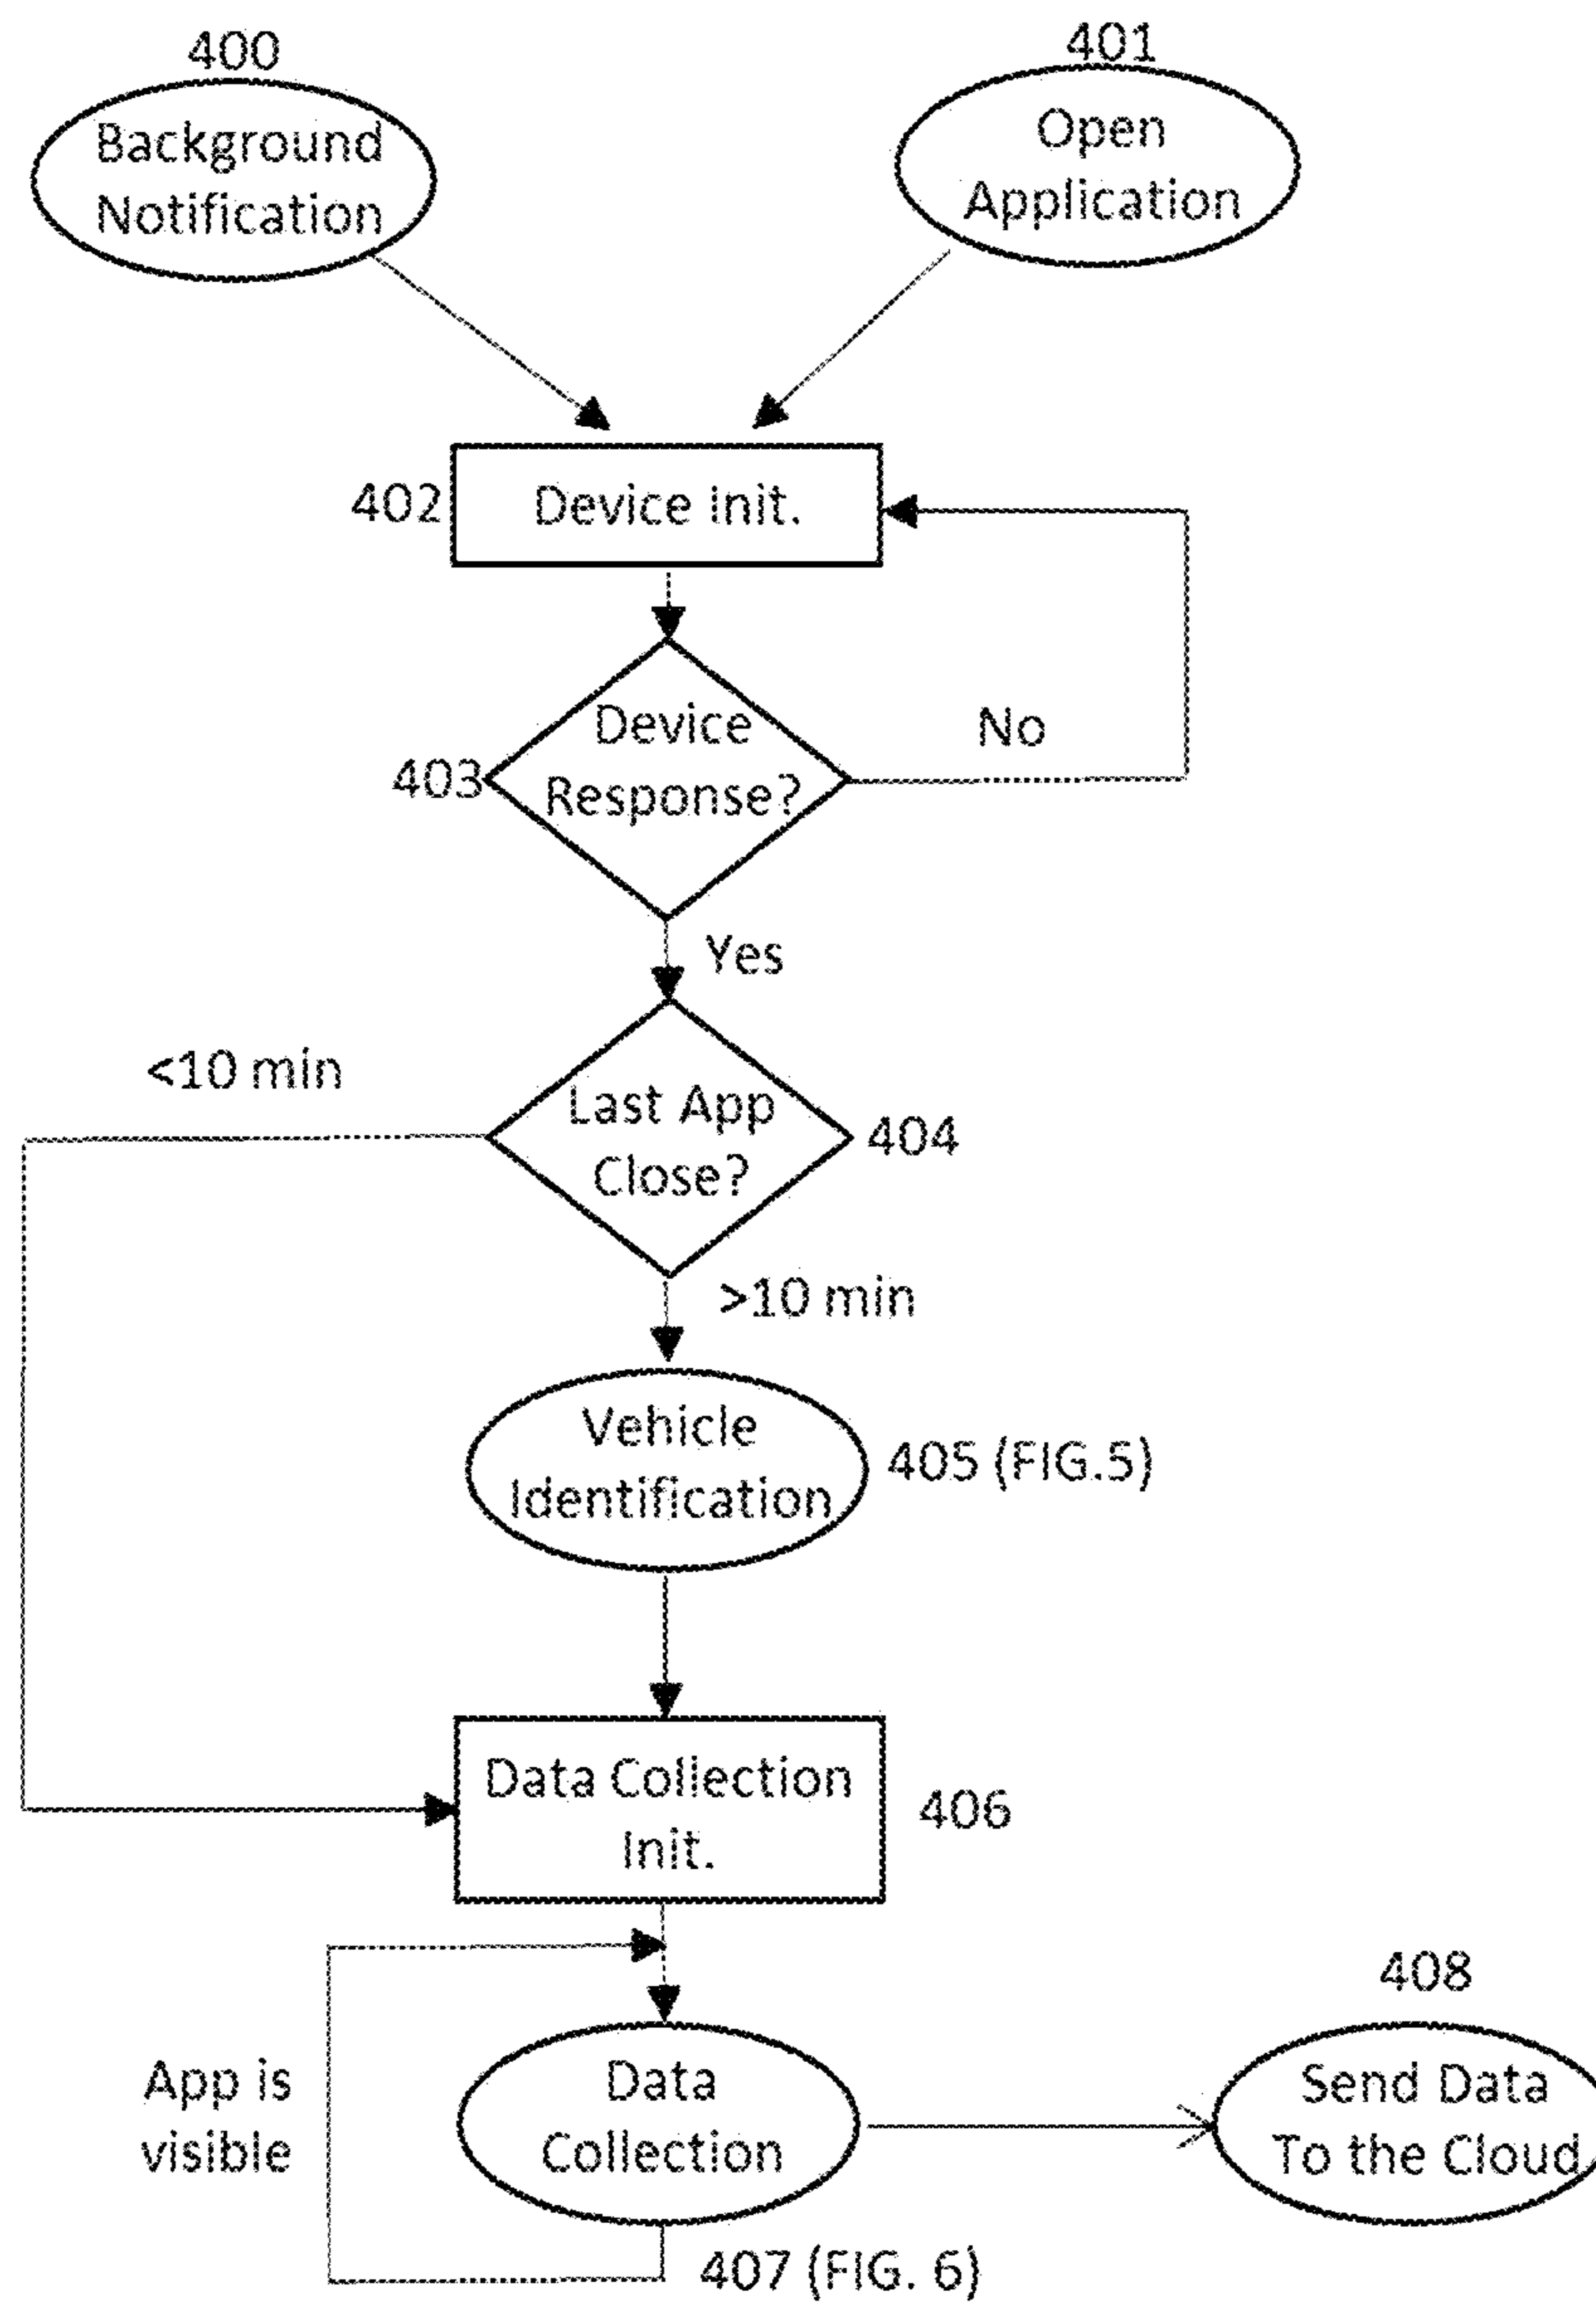 400
Background
Notification
401
Open
Application
402
Device Init.
403
Device
Response?
No
Yes
<10 min
Last App
Close?
404
>10 min
Vehicle
Identification
405 (FIG.5)
Data Collection
Init.
406
App is
visible
Data
Collection
407 (FIG. 6)
408
Send Data
To the Cloud